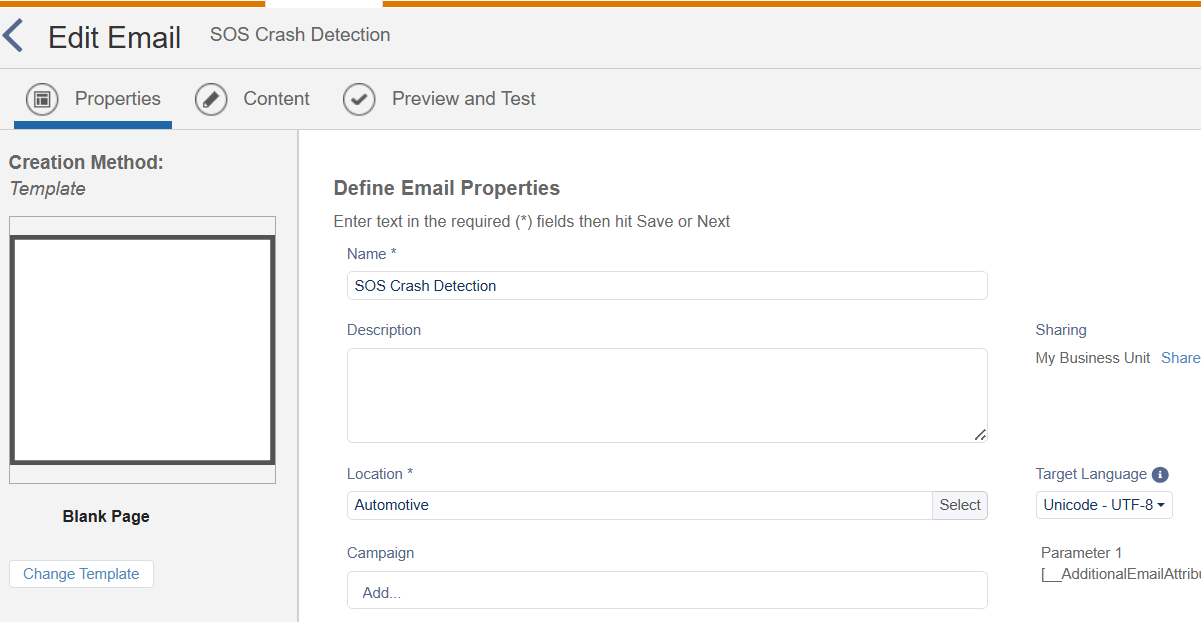 Edit Email SOS Crash Detection
Properties Content Preview and Test
Creation Method:
Template
Blank Page
Change Template
Define Email Properties
Enter text in the required (*) fields then hit Save or Next
Name *
SOS Crash Detection
Description
Sharing
My Business Unit Share
Location *
Automotive Select
Target Language
Unicode - UTF-8
Campaign
Add...
Parameter 1
[__AdditionalEmailAttribu